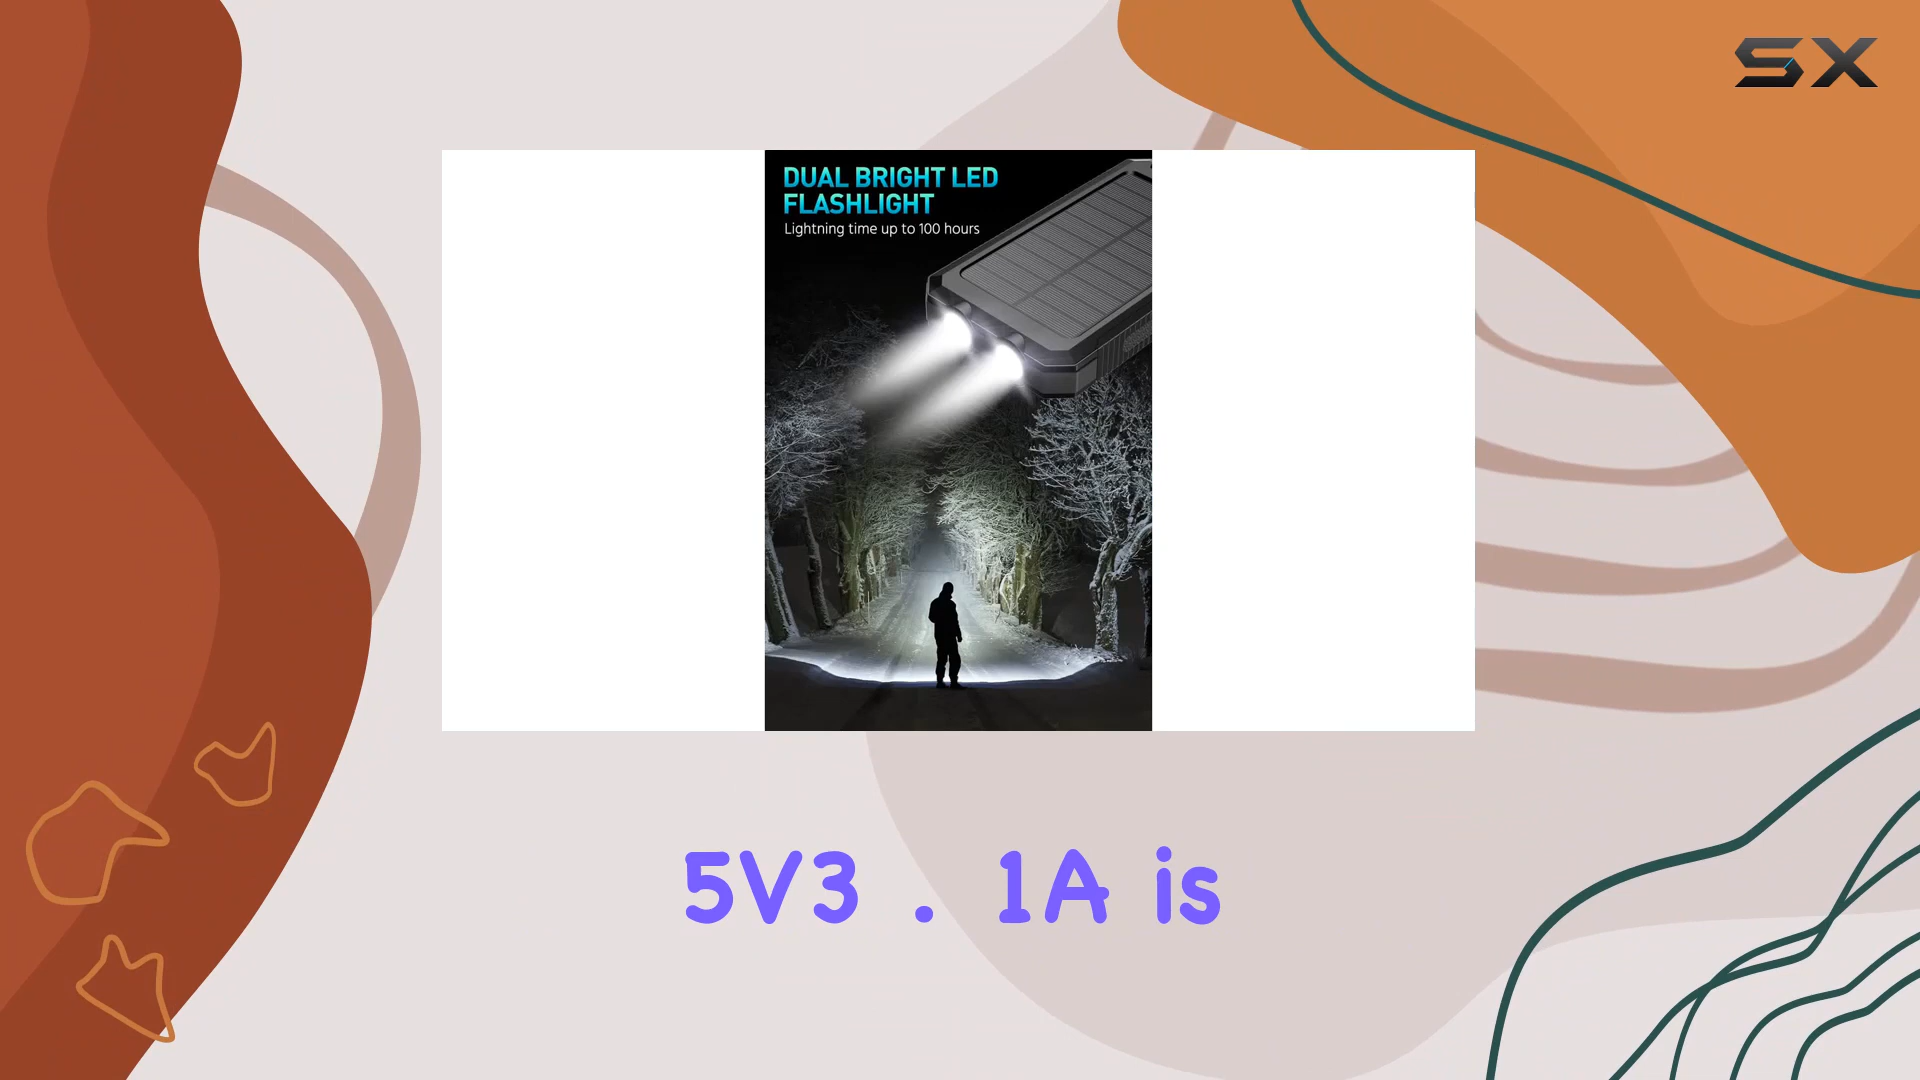 SX
DUAL BRIGHT LED
FLASHLIGHT
Lightning time up to 100 hours
5V3 . 1A is